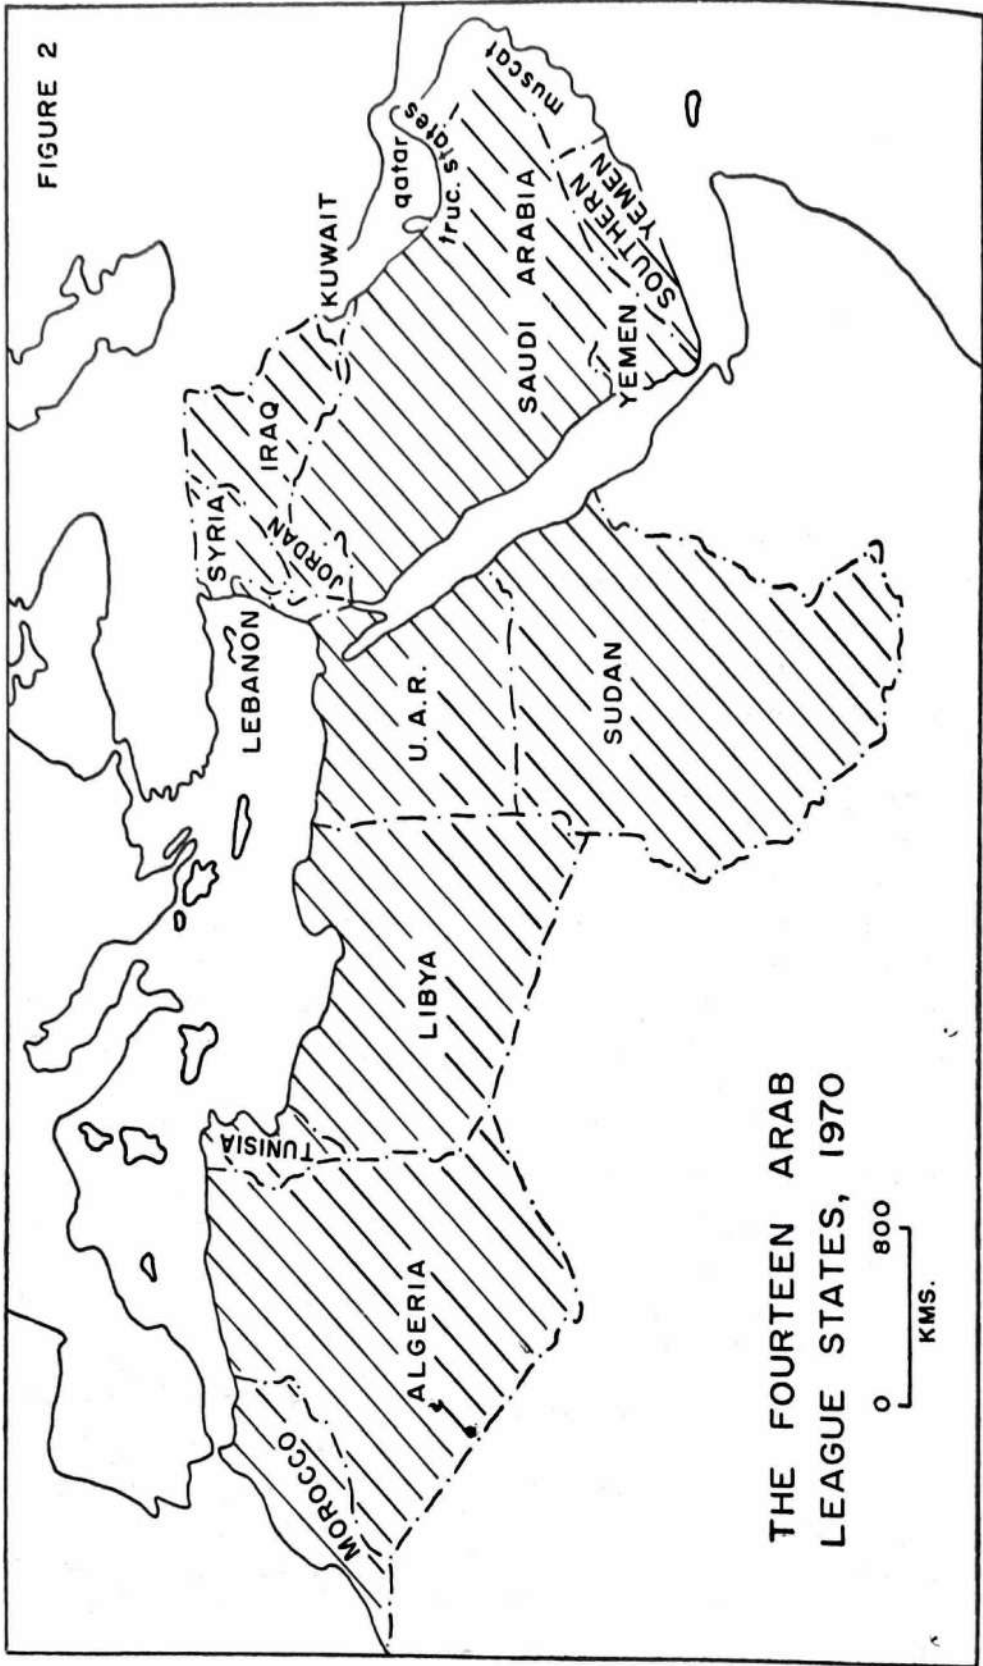 FIGURE 2
MOROCCO
ALGERIA
TUNISIA
LIBYA
LEBANON
U.A.R.
SUDAN
SYRIA
JORDAN
IRAQ
KUWAIT
SAUDI ARABIA
YEMEN
SOUTHERN
YEMEN
qatar
truc. states
muscat
THE FOURTEEN ARAB
LEAGUE STATES, 1970
0 800
KMS.